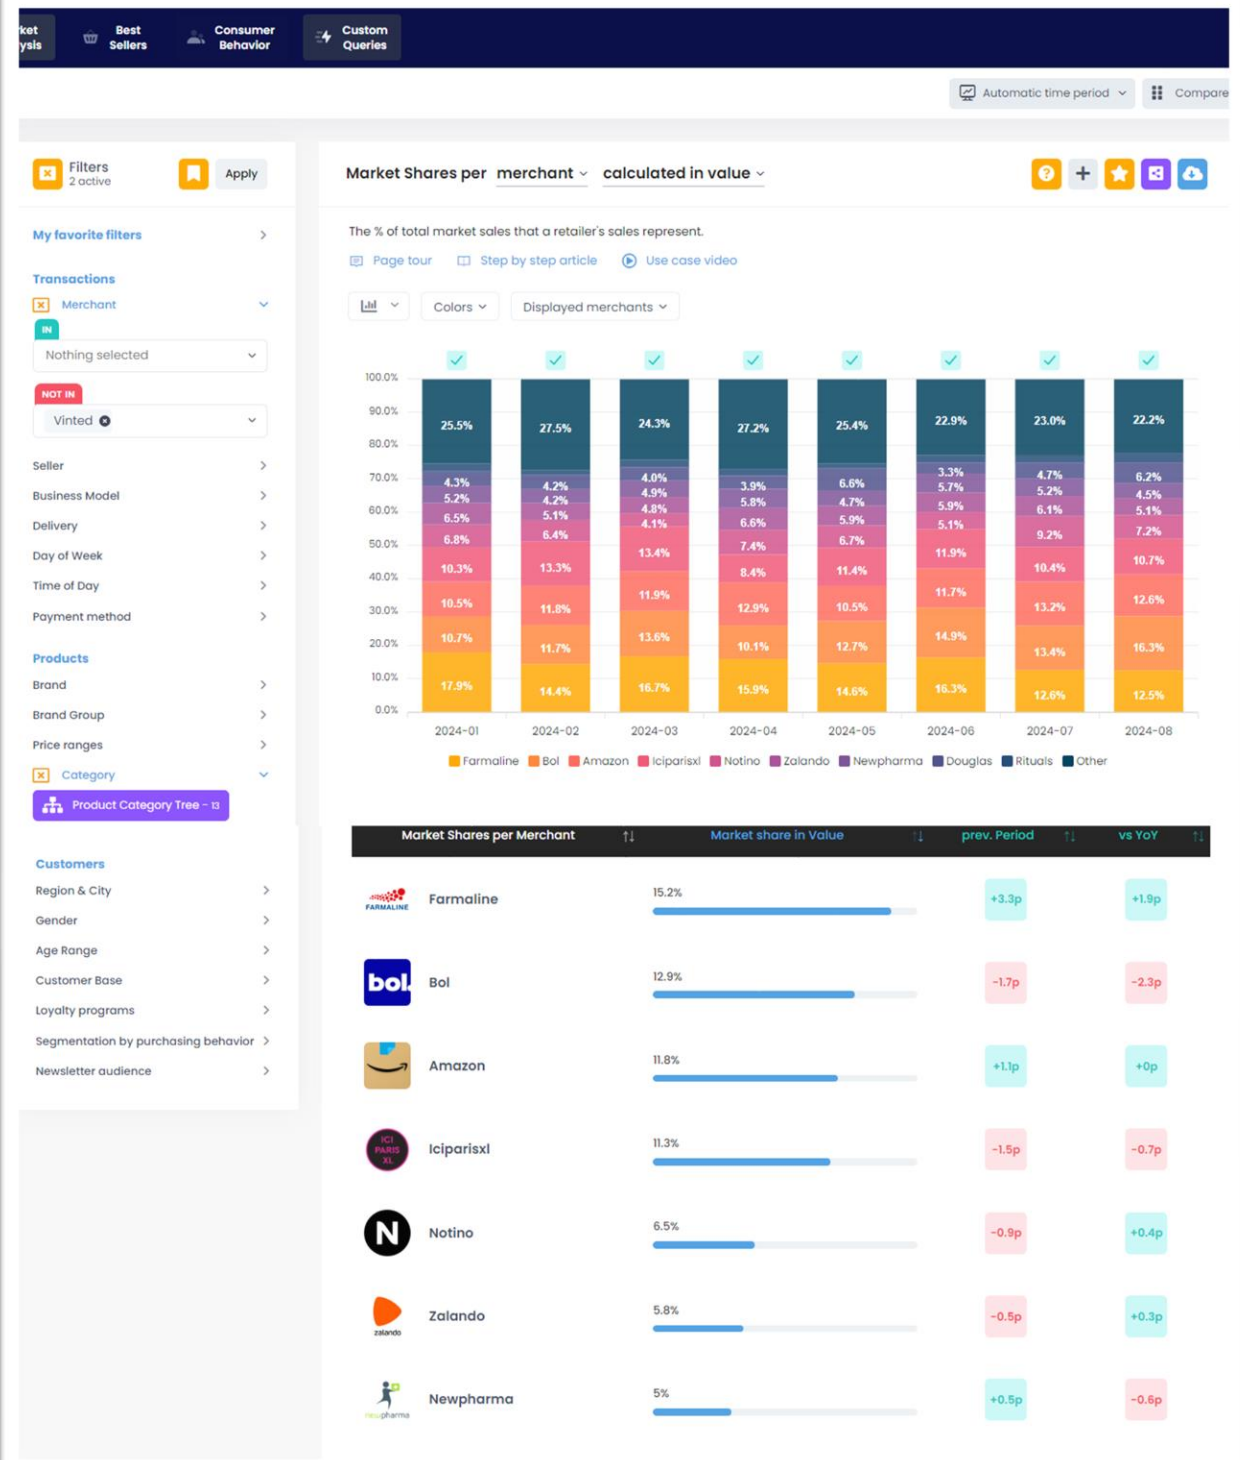 ket
ysis
Best
Sellers
Consumer
Behavior
Custom
Queries
Automatic time period
Compare
Filters
2 active
Apply
My favorite filters
Transactions
Merchant
IN
Nothing selected
NOT IN
Vinted
Seller
Business Model
Delivery
Day of Week
Time of Day
Payment method
Products
Brand
Brand Group
Price ranges
Category
Product Category Tree - 13
Customers
Region & City
Gender
Age Range
Customer Base
Loyalty programs
Segmentation by purchasing behavior
Newsletter audience
Market Shares per merchant calculated in value
The % of total market sales that a retailer's sales represent.
Page tour Step by step article Use case video
Colors Displayed merchants
100.0%
90.0%
80.0%
70.0%
60.0%
50.0%
40.0%
30.0%
20.0%
10.0%
0.0%
25.5% 27.5% 24.3% 27.2% 25.4% 22.9% 23.0% 22.2%
4.3% 4.2% 4.0% 3.9% 6.6% 3.3% 4.7% 6.2%
5.2% 4.2% 4.9% 5.8% 4.7% 5.7% 5.2% 4.5%
6.5% 5.1% 4.8% 6.6% 5.9% 5.9% 6.1% 5.1%
6.8% 6.4% 4.1% 7.4% 6.7% 5.1% 9.2% 7.2%
10.3% 13.3% 13.4% 8.4% 11.4% 11.9% 10.4% 10.7%
10.5% 11.8% 11.9% 12.9% 10.5% 11.7% 13.2% 12.6%
10.7% 11.7% 13.6% 10.1% 12.7% 14.9% 13.4% 16.3%
17.9% 14.4% 16.7% 15.9% 14.6% 16.3% 12.6% 12.5%
2024-01 2024-02 2024-03 2024-04 2024-05 2024-06 2024-07 2024-08
Farmaline Bol Amazon Iciparisxl Notino Zalando Newpharma Douglas Rituals Other
Market Shares per Merchant Market share in Value prev. Period vs YoY
FARMALINE Farmaline 15.2% +3.3p +1.9p
bol. Bol 12.9% -1.7p -2.3p
Amazon 11.8% +1.1p +0p
ICI
PARIS
XL
Iciparisxl 11.3% -1.5p -0.7p
N Notino 6.5% -0.9p +0.4p
zalando Zalando 5.8% -0.5p +0.3p
newpharma Newpharma 5% +0.5p -0.6p